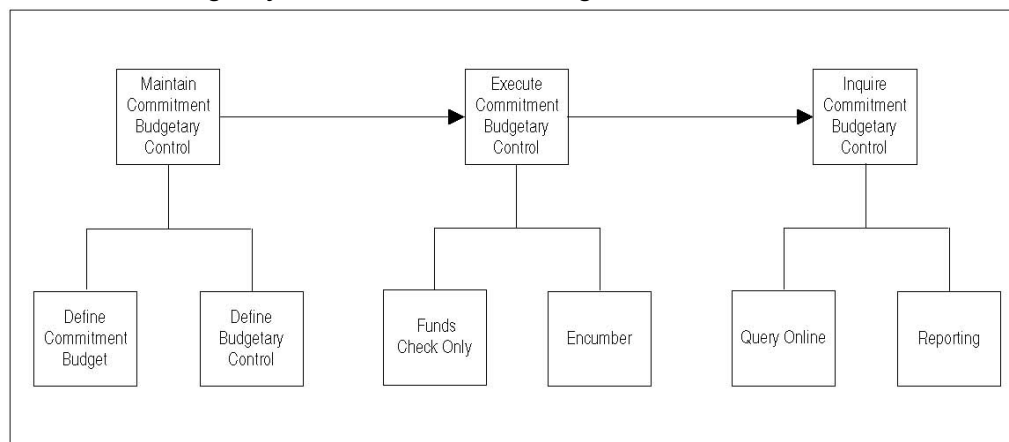 Maintain
Commitment
Budgetary
Control
Execute
Commitment
Budgetary
Control
Inquire
Commitment
Budgetary
Control
Define
Commitment
Budget
Define
Budgetary
Control
Funds
Check Only
Encumber
Query Online
Reporting